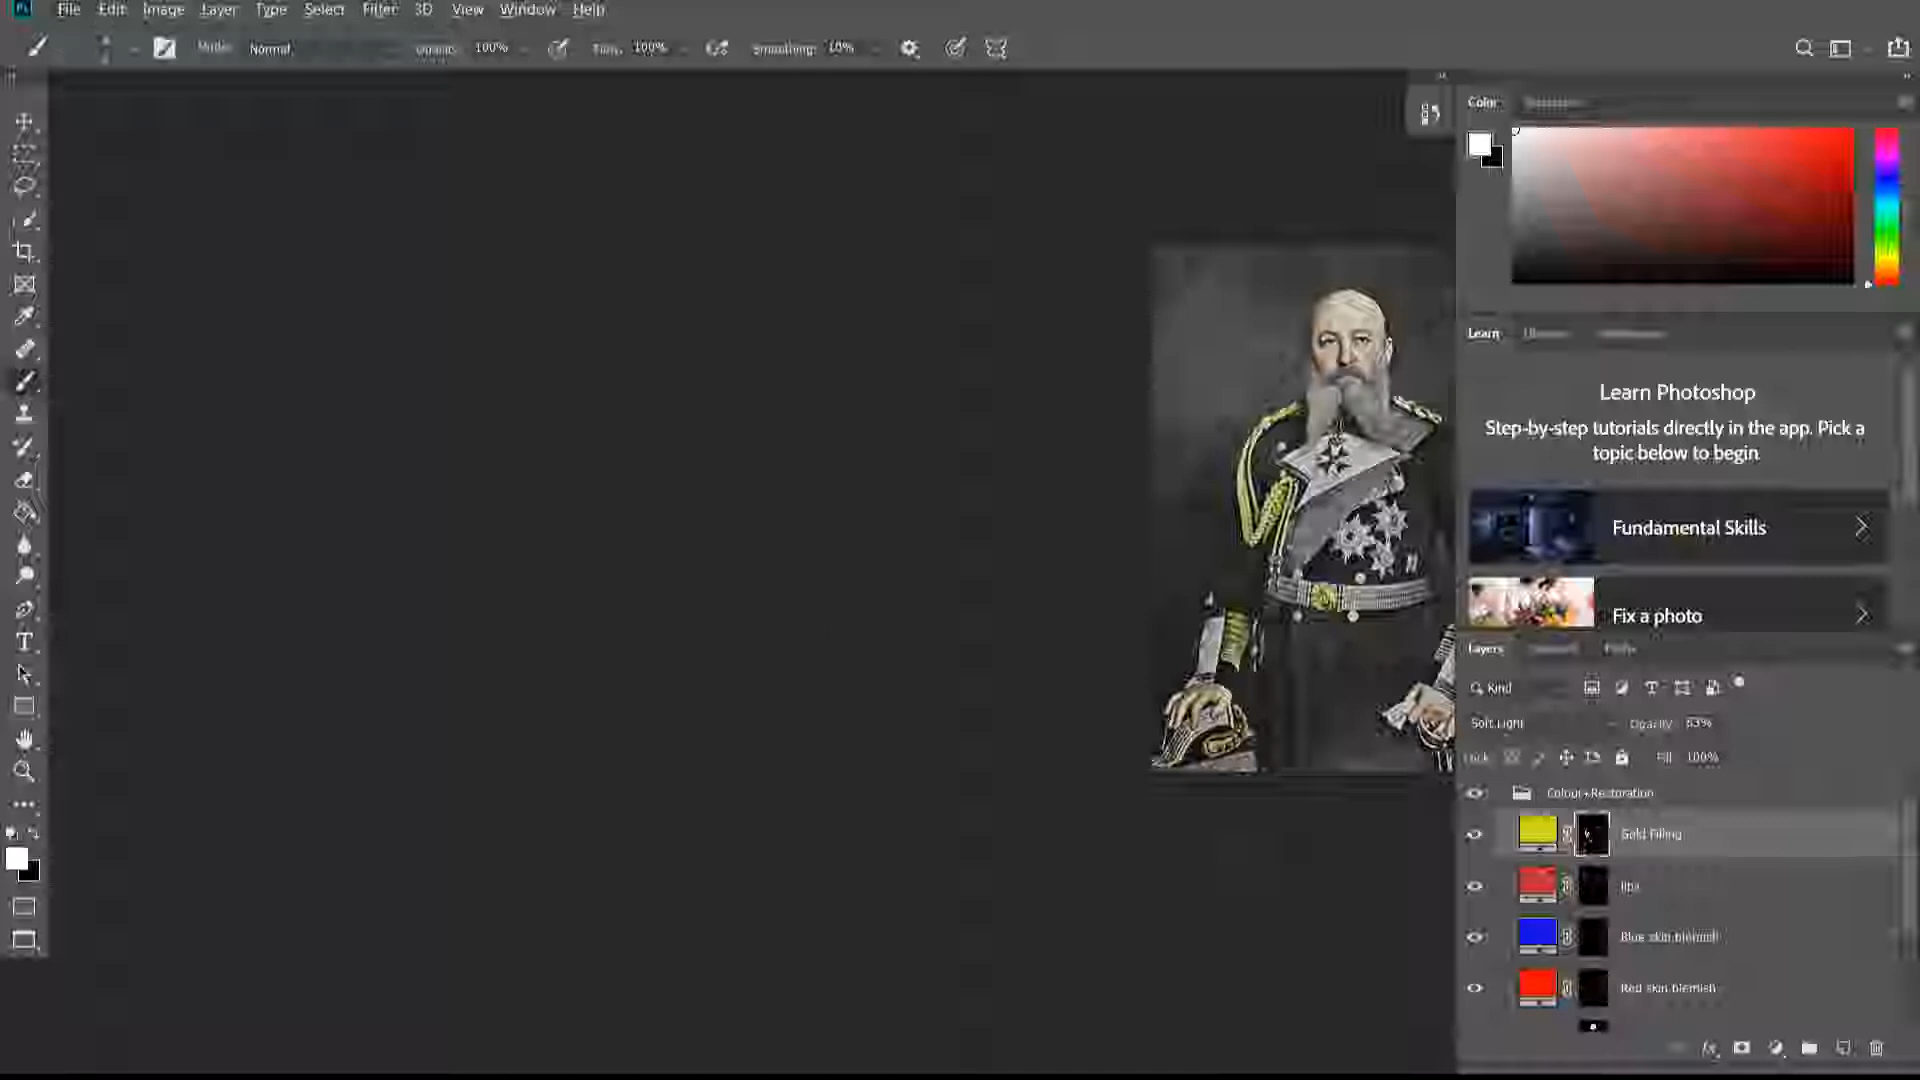 File Edit Image Layer Type Select Filter 3D View Window Help
Mode: Normal Opacity: 100% Flow: 100% Smoothing: 10%
Color
Learn
Learn Photoshop
Step-by-step tutorials directly in the app. Pick a
topic below to begin
Fundamental Skills
Fix a photo
Layers
Kind
Soft Light Opacity: 83%
Lock: Fill: 100%
Colour+Restoration
Gold Filling
lips
Blue skin blemish
Red skin blemish